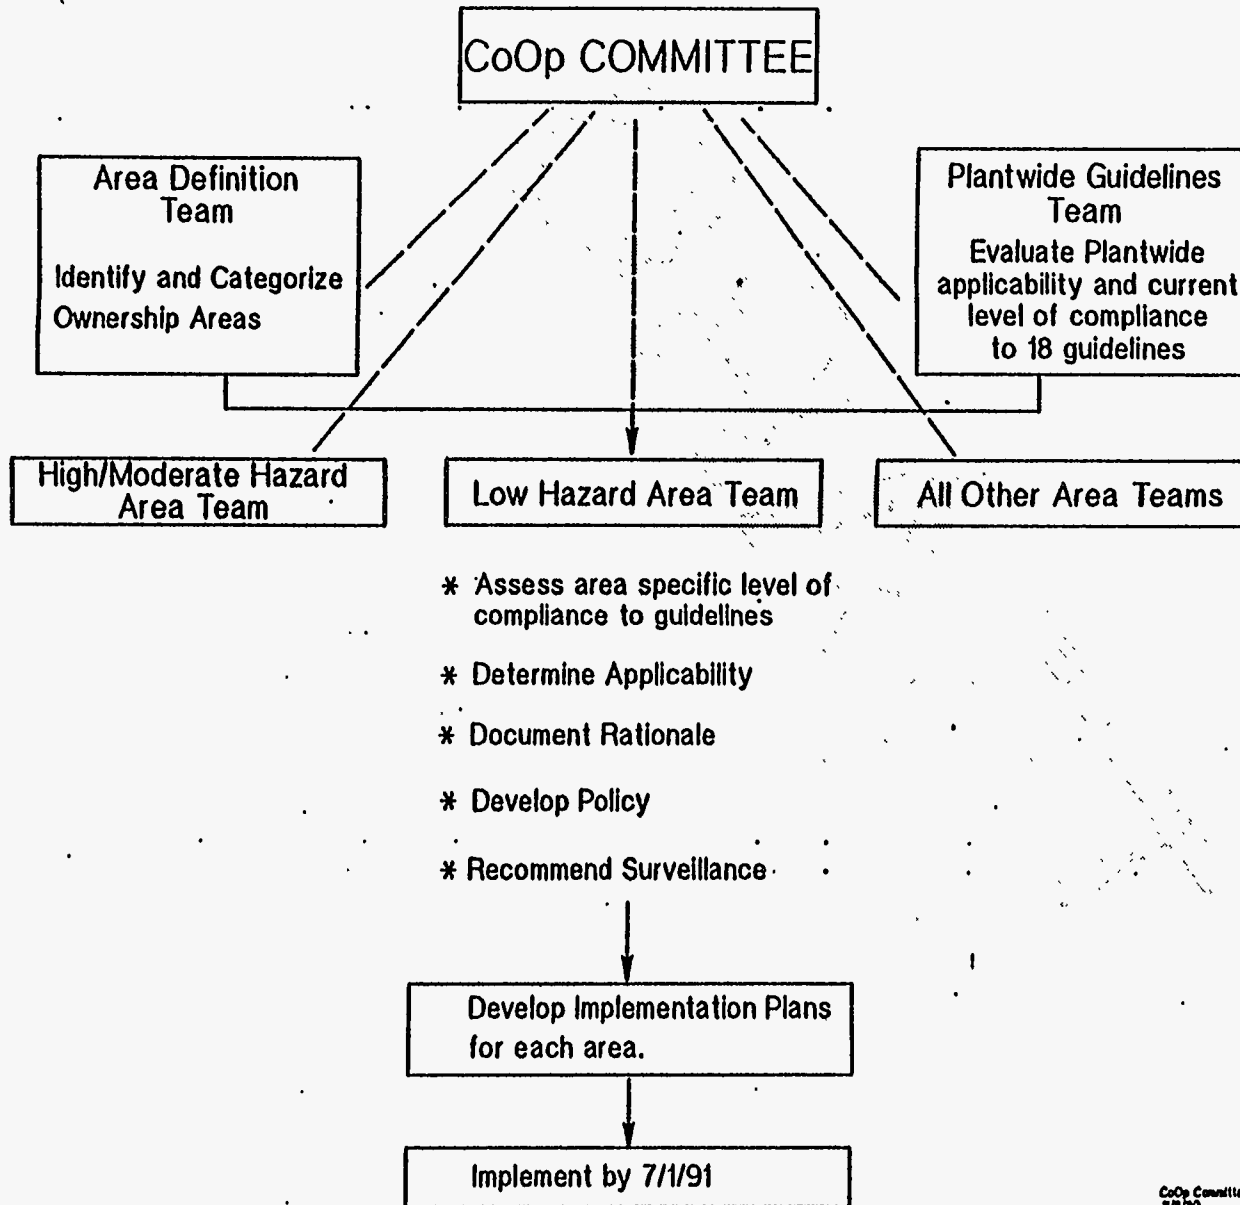 CoOp COMMITTEE
Area Definition
Team
Identify and Categorize
Ownership Areas
Plantwide Guidelines
Team
Evaluate Plantwide
applicability and current
level of compliance
to 18 guidelines
High/Moderate Hazard
Area Team
Low Hazard Area Team
All Other Area Teams
* Assess area specific level of
compliance to guidelines
* Determine Applicability
* Document Rationale
* Develop Policy
* Recommend Surveillance
Develop Implementation Plans
for each area.
Implement by 7/1/91
CoOp